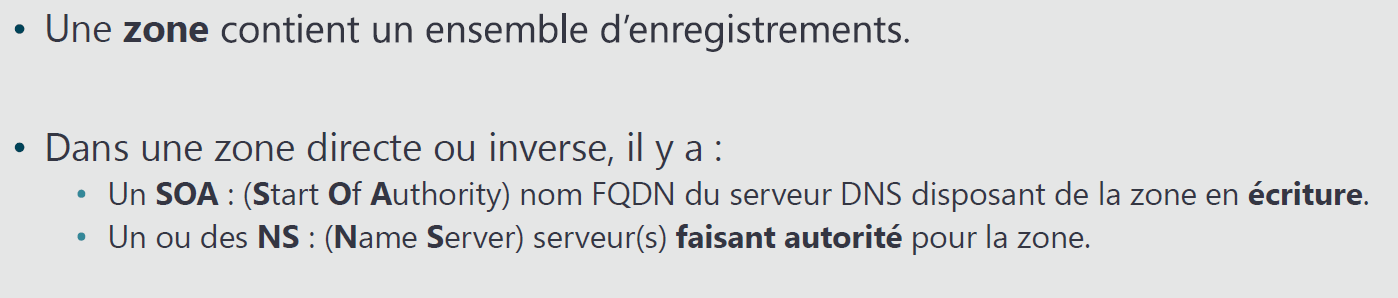 • Une zone contient un ensemble d’enregistrements.
• Dans une zone directe ou inverse, il y a :
• Un SOA : (Start Of Authority) nom FQDN du serveur DNS disposant de la zone en écriture.
• Un ou des NS : (Name Server) serveur(s) faisant autorité pour la zone.